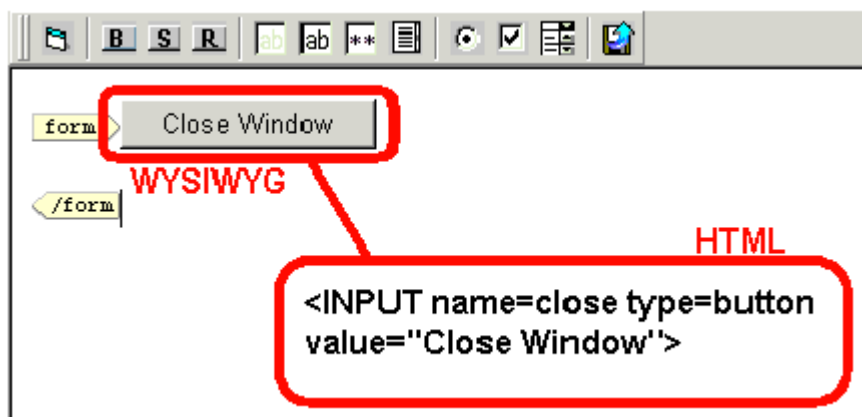 B S R ab ab **
form Close Window
WYSIWYG
/form
HTML
<INPUT name=close type=button
value="Close Window">